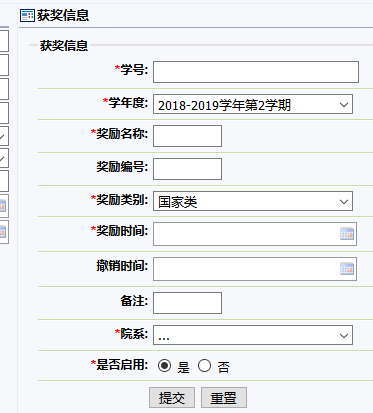 获奖信息
获奖信息
*学号:
*学年度: 2018-2019学年第2学期
*奖励名称:
奖励编号:
*奖励类别: 国家类
*奖励时间:
撤销时间:
备注:
*院系: ...
*是否启用: 是 否
提交 重置